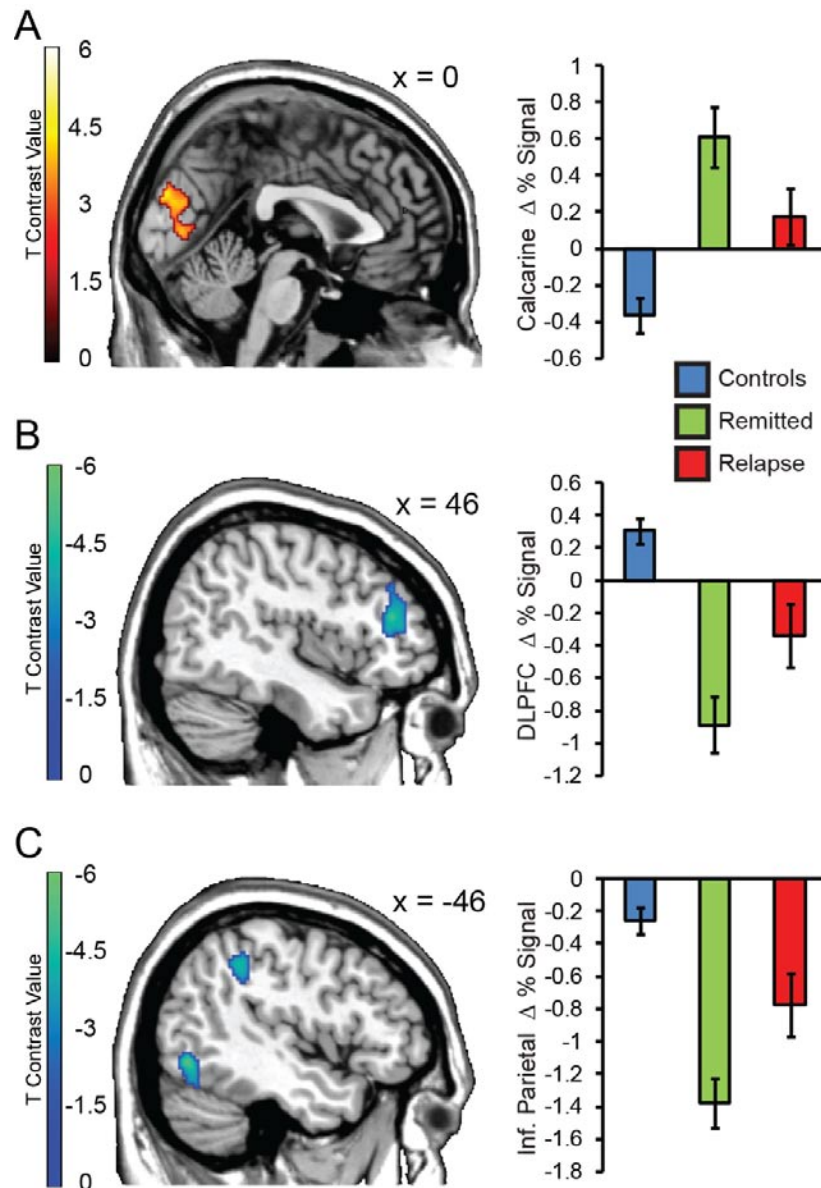 A
T Contrast Value
6
4.5
3
1.5
0
x = 0
Calcarine Δ % Signal
1
0.8
0.6
0.4
0.2
0
-0.2
-0.4
-0.6
Controls
Remitted
Relapse
B
T Contrast Value
-6
-4.5
-3
-1.5
0
x = 46
DLPFC Δ % Signal
0.6
0.4
0.2
0
-0.2
-0.4
-0.6
-0.8
-1
-1.2
C
T Contrast Value
-6
-4.5
-3
-1.5
0
x = -46
Inf. Parietal Δ % Signal
0
-0.2
-0.4
-0.6
-0.8
-1
-1.2
-1.4
-1.6
-1.8